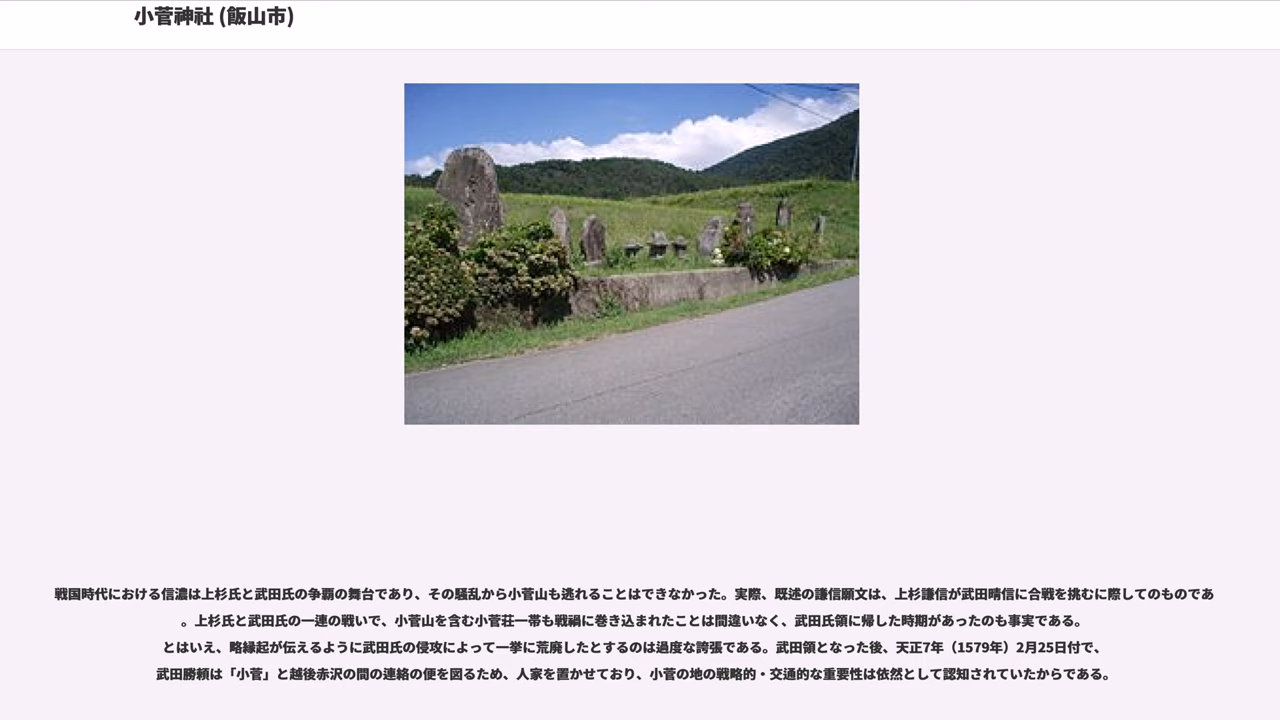 小菅神社 (飯山市)
戦国時代における信濃は上杉氏と武田氏の争覇の舞台であり、その騒乱から小菅山も逃れることはできなかった。実際、既述の謙信願文は、上杉謙信が武田晴信に合戦を挑むに際してのものであ
。上杉氏と武田氏の一連の戦いで、小菅山を含む小菅荘一帯も戦禍に巻き込まれたことは間違いなく、武田氏領に帰した時期があったのも事実である。
とはいえ、略縁起が伝えるように武田氏の侵攻によって一挙に荒廃したとするのは過度な誇張である。武田領となった後、天正7年（1579年）2月25日付で、
武田勝頼は「小菅」と越後赤沢の間の連絡の便を図るため、人家を置かせており、小菅の地の戦略的・交通的な重要性は依然として認知されていたからである。